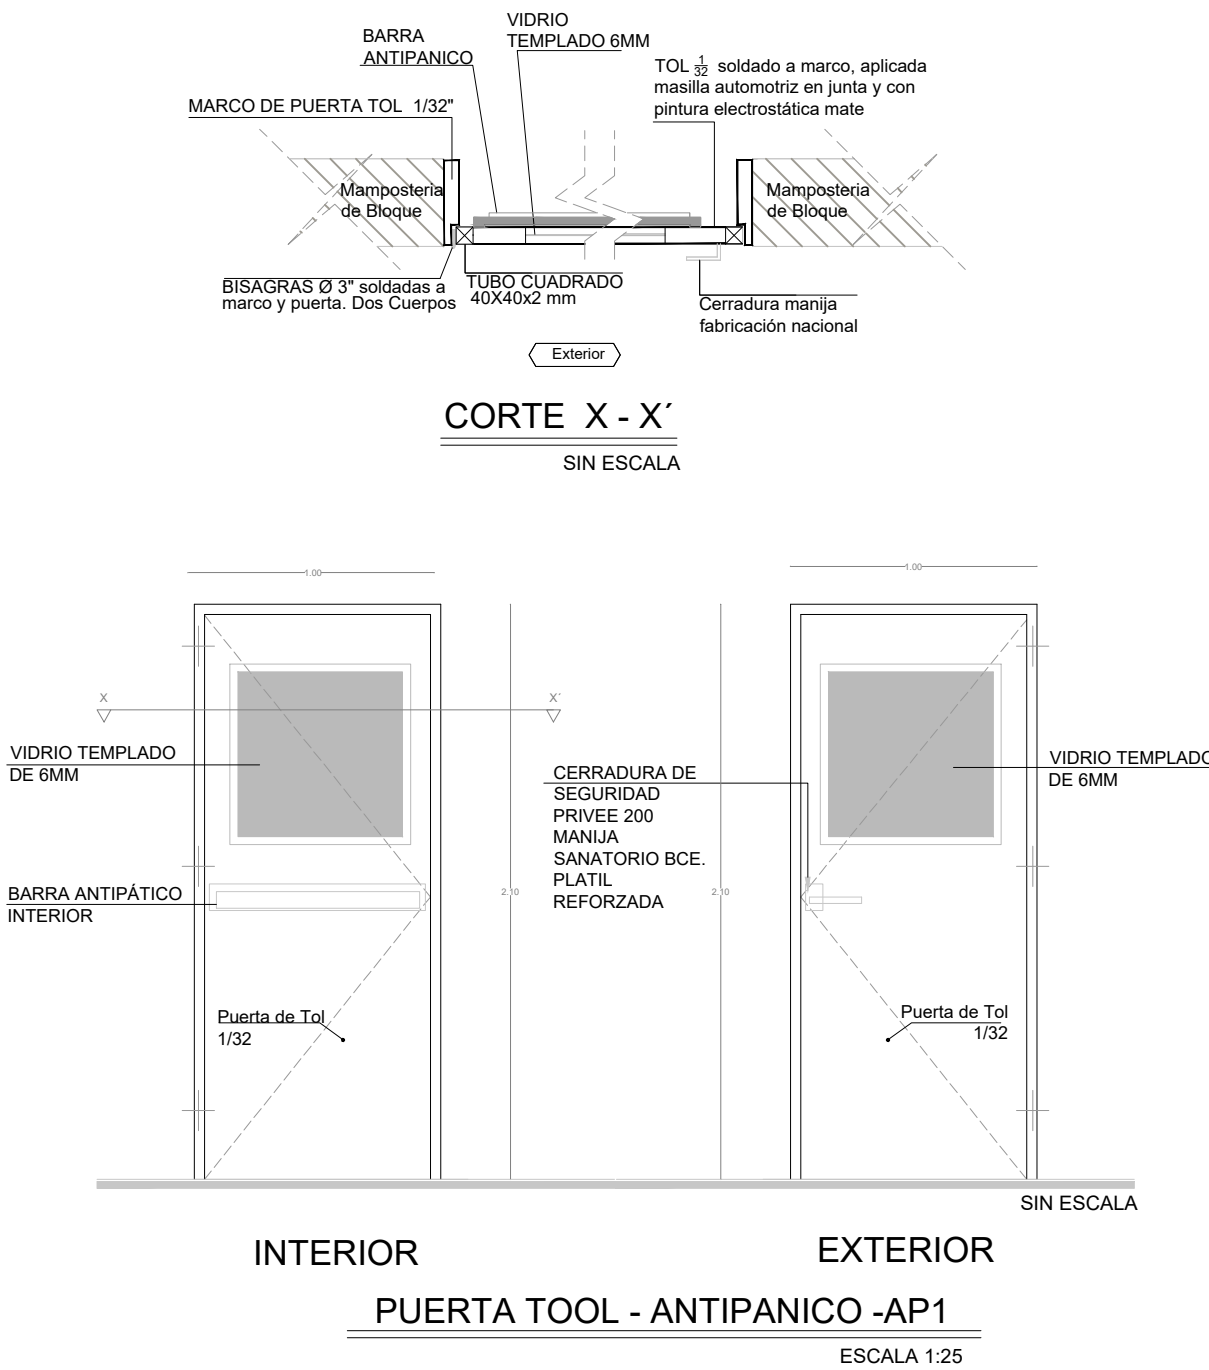 VIDRIO
TEMPLADO 6MM
BARRA
ANTIPANICO
TOL 1/32 soldado a marco, aplicada
masilla automotriz en junta y con
pintura electrostática mate
MARCO DE PUERTA TOL 1/32"
Mamposteria
de Bloque
Mamposteria
de Bloque
BISAGRAS Ø 3" soldadas a
marco y puerta. Dos Cuerpos
TUBO CUADRADO
40X40x2 mm
Cerradura manija
fabricación nacional
Exterior
CORTE X - X´
SIN ESCALA
1.00
1.00
X
X´
VIDRIO TEMPLADO
DE 6MM
CERRADURA DE
SEGURIDAD
PRIVEE 200
MANIJA
SANATORIO BCE.
PLATIL
REFORZADA
VIDRIO TEMPLADO
DE 6MM
BARRA ANTIPÁTICO
INTERIOR
2.10
2.10
Puerta de Tol
1/32
Puerta de Tol
1/32
SIN ESCALA
INTERIOR
EXTERIOR
PUERTA TOOL - ANTIPANICO -AP1
ESCALA 1:25